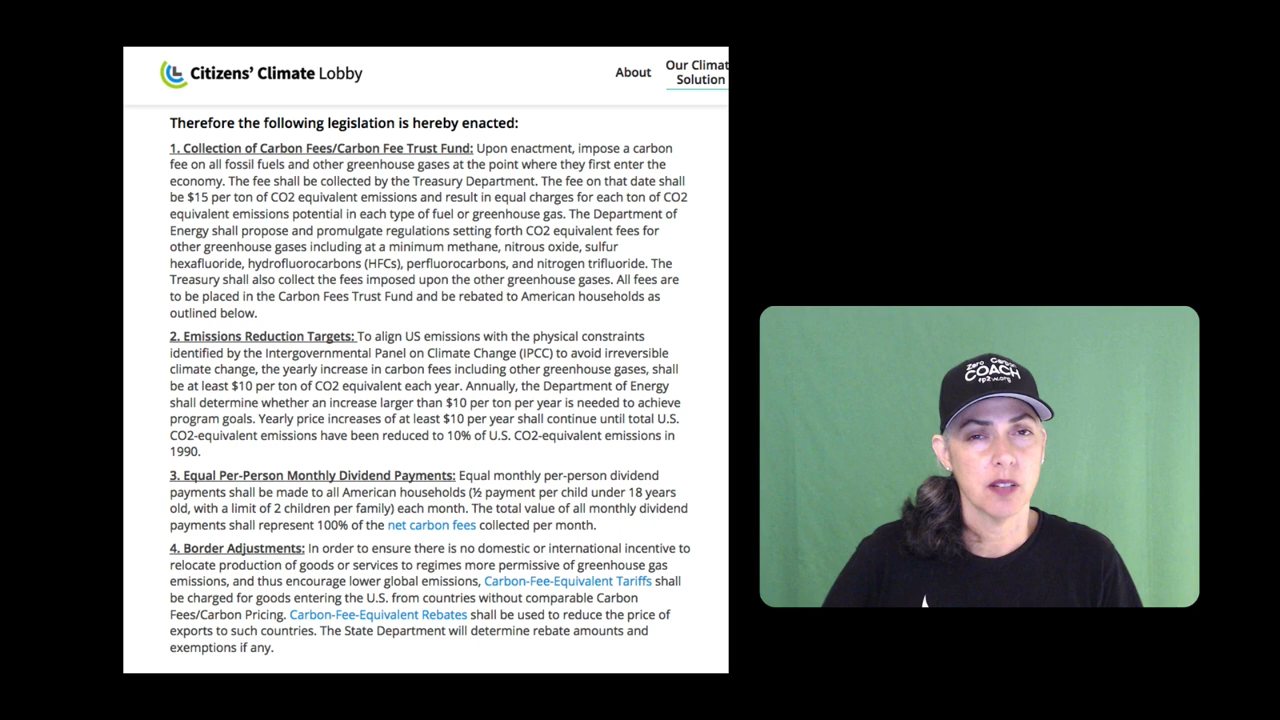 Citizens’ Climate Lobby
About
Our Climat
Solution
Therefore the following legislation is hereby enacted:
1. Collection of Carbon Fees/Carbon Fee Trust Fund: Upon enactment, impose a carbon
fee on all fossil fuels and other greenhouse gases at the point where they first enter the
economy. The fee shall be collected by the Treasury Department. The fee on that date shall
be $15 per ton of CO2 equivalent emissions and result in equal charges for each ton of CO2
equivalent emissions potential in each type of fuel or greenhouse gas. The Department of
Energy shall propose and promulgate regulations setting forth CO2 equivalent fees for
other greenhouse gases including at a minimum methane, nitrous oxide, sulfur
hexafluoride, hydrofluorocarbons (HFCs), perfluorocarbons, and nitrogen trifluoride. The
Treasury shall also collect the fees imposed upon the other greenhouse gases. All fees are
to be placed in the Carbon Fees Trust Fund and be rebated to American households as
outlined below.
2. Emissions Reduction Targets: To align US emissions with the physical constraints
identified by the Intergovernmental Panel on Climate Change (IPCC) to avoid irreversible
climate change, the yearly increase in carbon fees including other greenhouse gases, shall
be at least $10 per ton of CO2 equivalent each year. Annually, the Department of Energy
shall determine whether an increase larger than $10 per ton per year is needed to achieve
program goals. Yearly price increases of at least $10 per year shall continue until total U.S.
CO2-equivalent emissions have been reduced to 10% of U.S. CO2-equivalent emissions in
1990.
3. Equal Per-Person Monthly Dividend Payments: Equal monthly per-person dividend
payments shall be made to all American households (½ payment per child under 18 years
old, with a limit of 2 children per family) each month. The total value of all monthly dividend
payments shall represent 100% of the net carbon fees collected per month.
4. Border Adjustments: In order to ensure there is no domestic or international incentive to
relocate production of goods or services to regimes more permissive of greenhouse gas
emissions, and thus encourage lower global emissions, Carbon-Fee-Equivalent Tariffs shall
be charged for goods entering the U.S. from countries without comparable Carbon
Fees/Carbon Pricing. Carbon-Fee-Equivalent Rebates shall be used to reduce the price of
exports to such countries. The State Department will determine rebate amounts and
exemptions if any.
Zero Carbon
COACH
rp2w.org